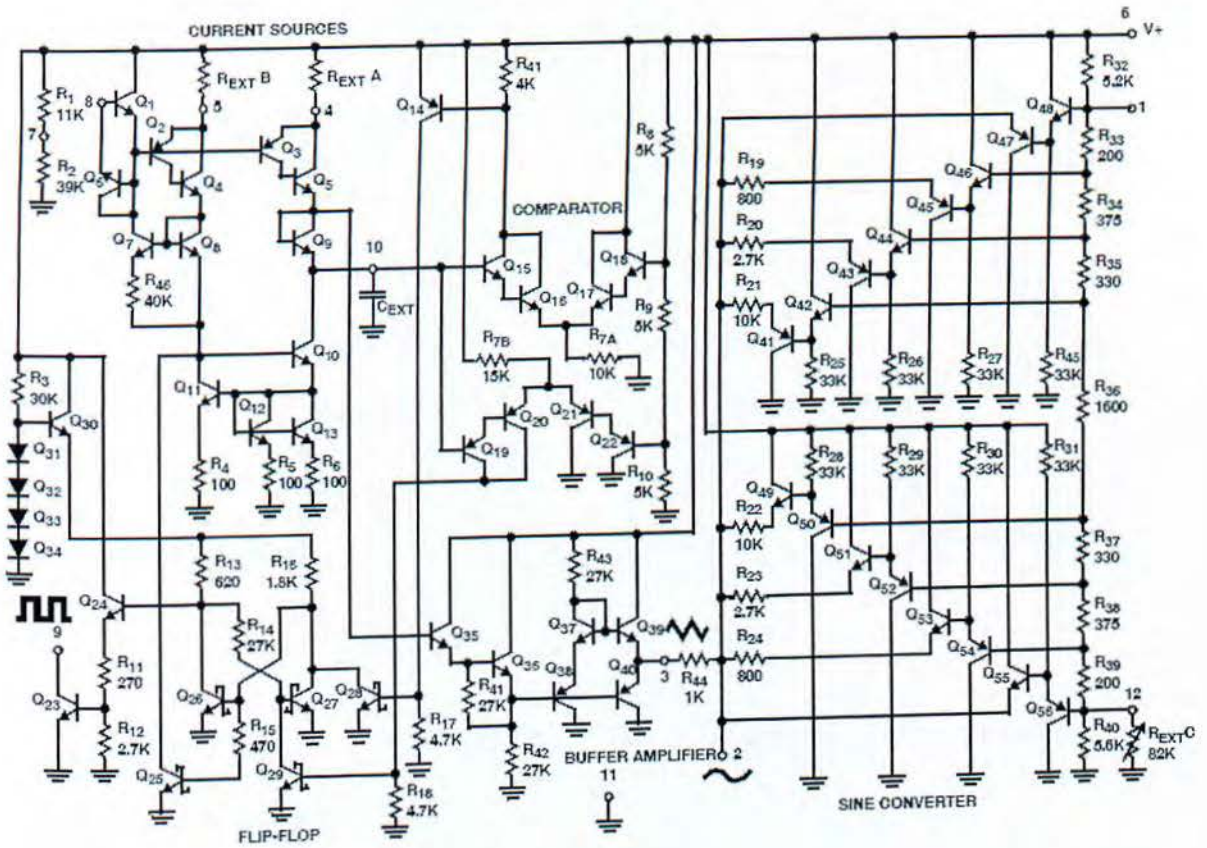 CURRENT SOURCES
6
V+
R1
11K
8
Q1
REXT B
5
REXT A
4
Q14
R41
4K
R8
5K
R32
5.2K
Q48
1
7
R2
39K
Q2
Q3
Q47
R33
200
Q6
Q4
Q5
R19
800
Q46
Q45
R34
375
COMPARATOR
Q7
Q8
Q9
10
Q15
Q18
R20
2.7K
Q44
R35
330
R46
40K
CEXT
Q16
Q17
R9
5K
Q43
R21
10K
Q42
R7B
15K
R7A
10K
Q41
R25
33K
R26
33K
R27
33K
R45
33K
Q10
R3
30K
Q30
Q11
Q12
Q13
Q20
Q21
R36
1600
Q31
Q19
Q22
Q32
R4
100
R5
100
R6
100
R10
5K
R28
33K
R29
33K
R30
33K
R31
33K
Q33
Q49
Q34
R22
10K
Q50
R13
620
R16
1.8K
R43
27K
Q51
R37
330
Q24
R23
2.7K
Q52
9
R14
27K
Q35
Q37
Q39
Q53
R38
375
R11
270
Q36
R24
800
Q54
Q38
Q40
3
R44
1K
R39
200
Q26
Q27
Q28
R41
27K
Q55
Q23
R12
2.7K
R15
470
R17
4.7K
Q56
12
R40
5.6K
REXTC
82K
Q25
Q29
R42
27K
BUFFER AMPLIFIER
2
11
R18
4.7K
SINE CONVERTER
FLIP-FLOP